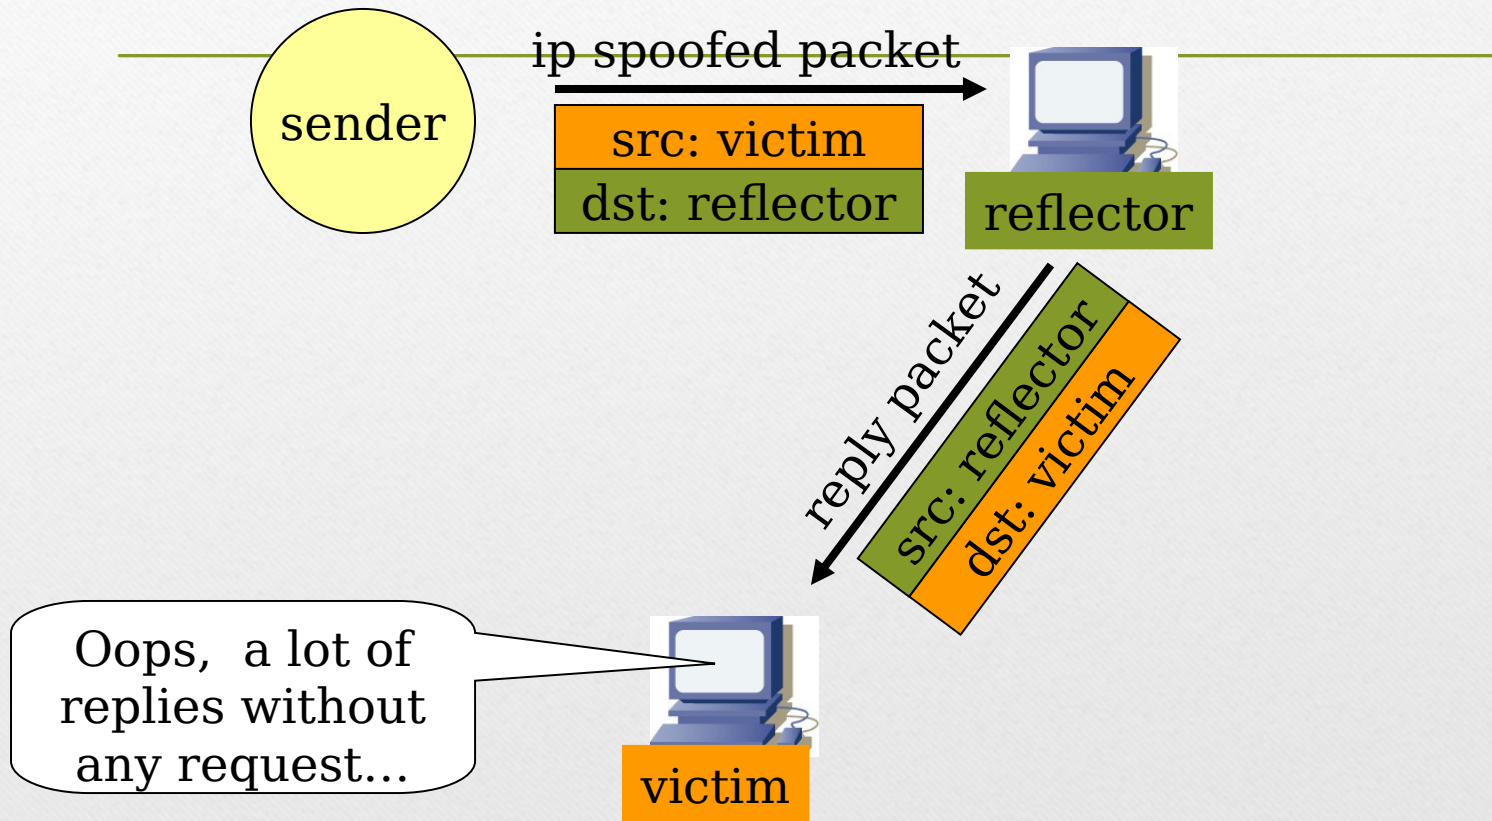 ip spoofed packet
sender
src: victim
dst: reflector
reflector
reply packet
src: reflector
dst: victim
Oops,  a lot of
replies without
any request...
victim